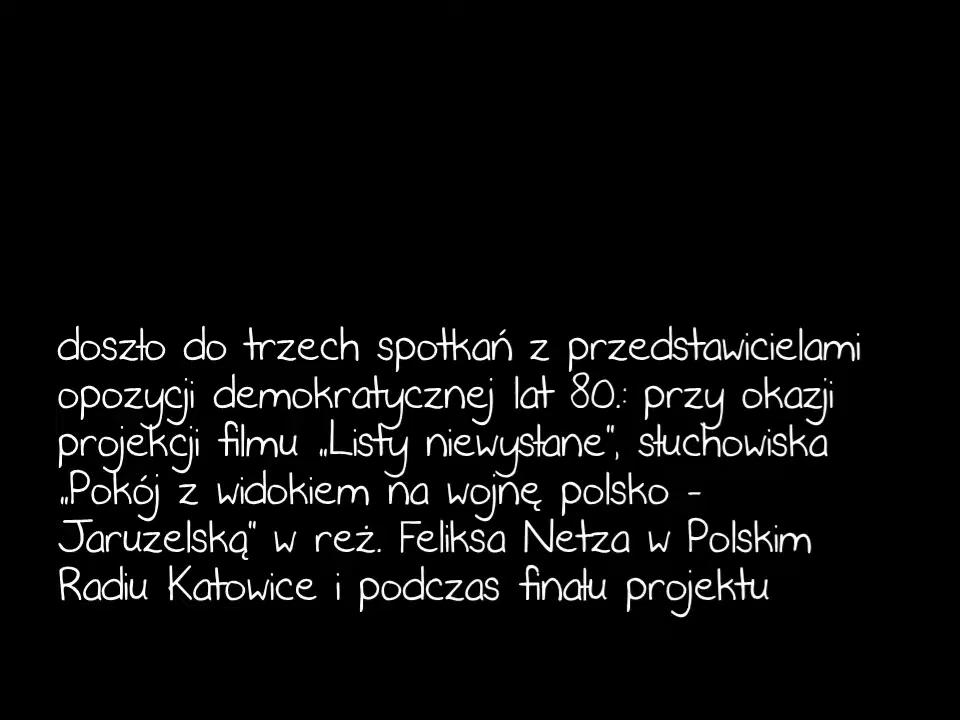 doszło do trzech spotkań z przedstawicielami
opozycji demokratycznej lat 80.: przy okazji
projekcji filmu „Listy niewysłane”, słuchowiska
„Pokój z widokiem na wojnę polsko -
Jaruzelską” w reż. Feliksa Netza w Polskim
Radiu Katowice i podczas finału projektu